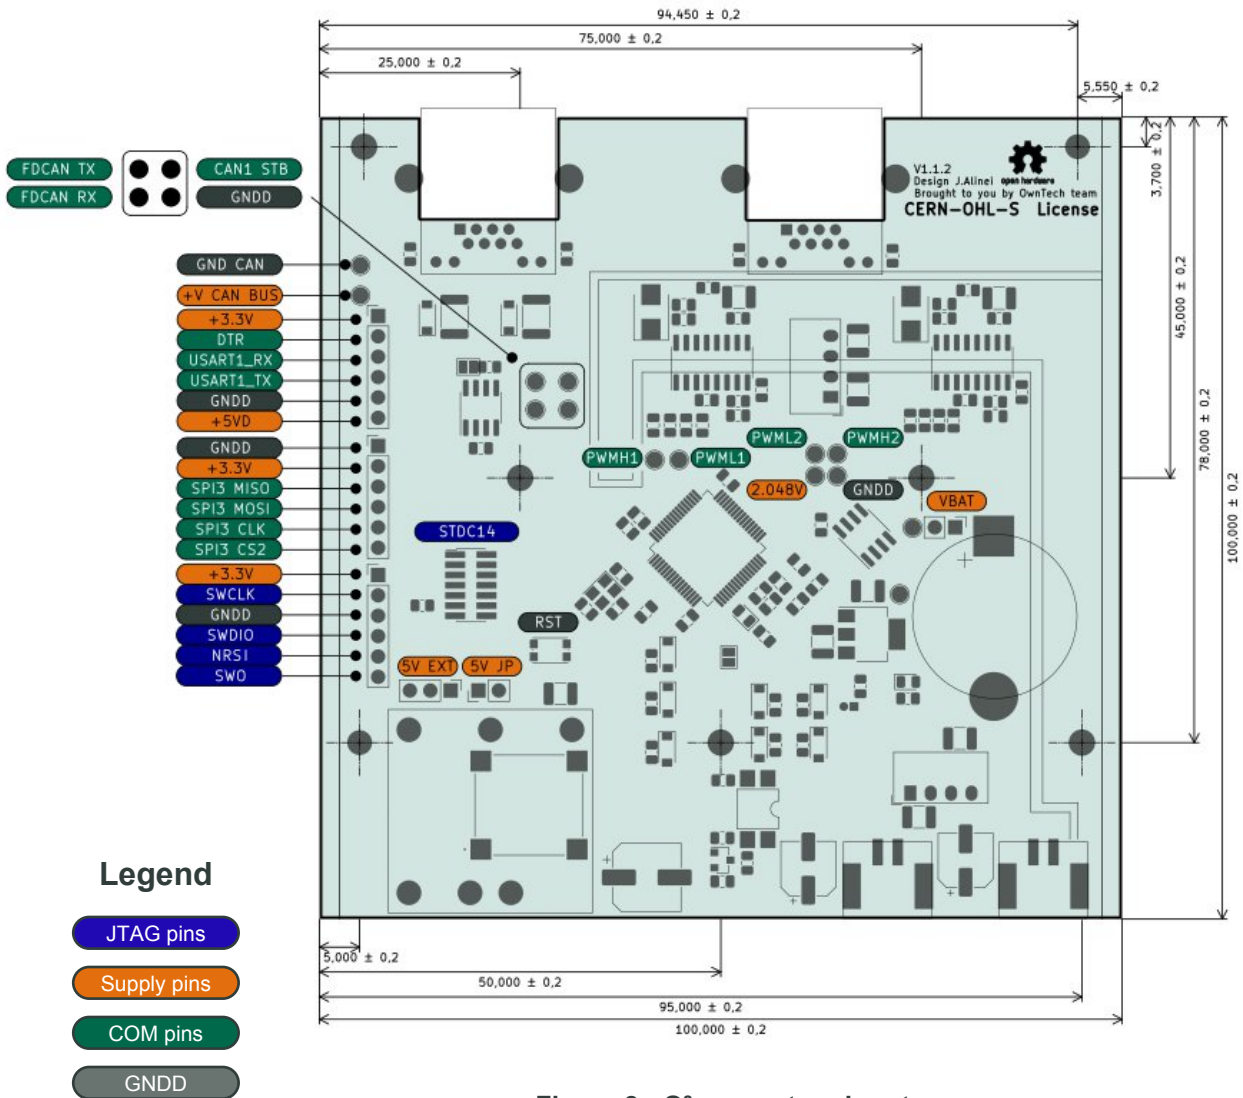 94,450 ± 0,2
75,000 ± 0,2
25,000 ± 0,2
5,550 ± 0,2
3,700 ± 0,2
45,000 ± 0,2
78,000 ± 0,2
100,000 ± 0,2
FDCAN TX
CAN1 STB
FDCAN RX
GNDD
V1.1.2
Design J.Alinei
open hardware
Brought to you by OwnTech team
CERN-OHL-S License
GND CAN
+V CAN BUS
+3.3V
DTR
USART1_RX
USART1_TX
GNDD
+5VD
GNDD
+3.3V
SPI3 MISO
SPI3 MOSI
SPI3 CLK
SPI3 CS2
+3.3V
SWCLK
GNDD
SWDIO
NRSI
SWO
PWML2
PWMH2
PWMH1
PWML1
2.048V
GNDD
VBAT
STDC14
RST
5V EXT
5V JP
+
+
+
+
5,000 ± 0,2
50,000 ± 0,2
95,000 ± 0,2
100,000 ± 0,2
Legend
JTAG pins
Supply pins
COM pins
GNDD